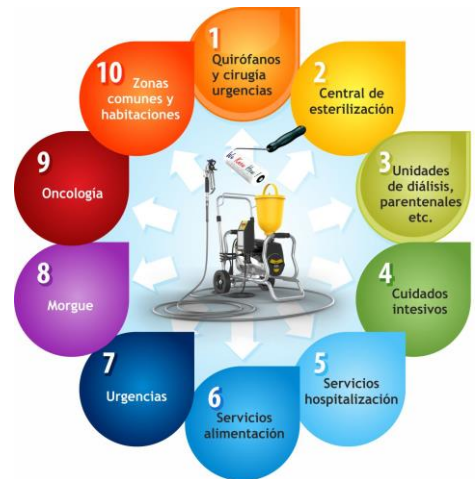 1
Quirófanos
y cirugía
urgencias
2
Central de
esterilización
3
Unidades
de diálisis,
parentenales
etc.
4
Cuidados
intesivos
5
Servicios
hospitalización
6
Servicios
alimentación
7
Urgencias
8
Morgue
9
Oncología
10
Zonas
comunes y
habitaciones